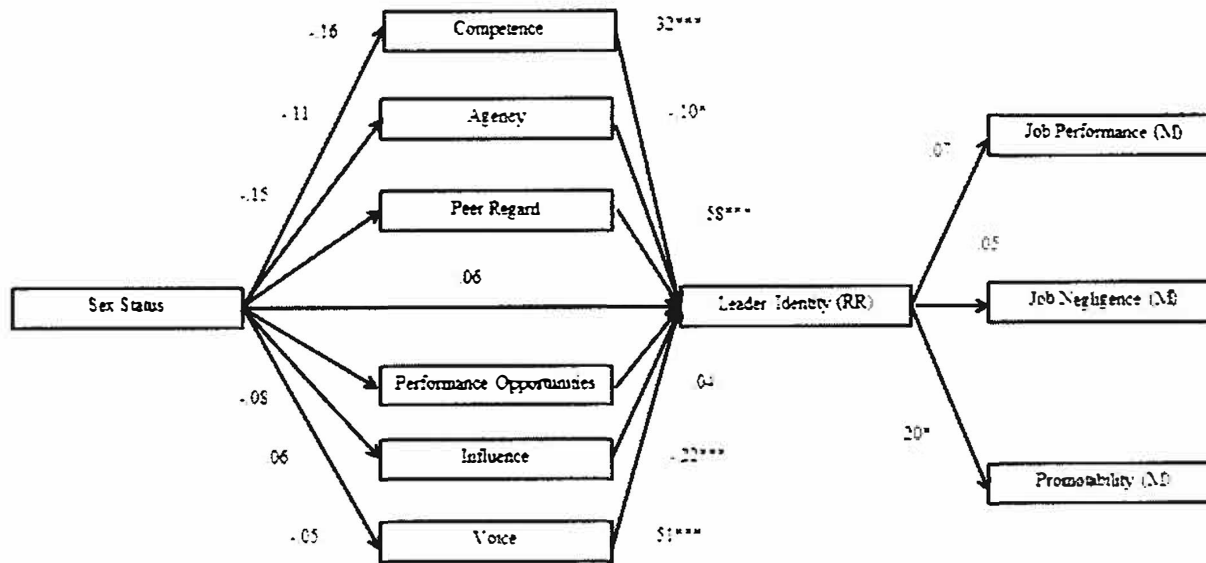 -.16
Competence
.32***
-.11
Agency
-.10*
Job Performance (M)
.07
-.15
Peer Regard
.58***
.05
.06
Sex Status
Leader Identity (RR)
Job Negligence (M)
Performance Opportunities
.04
-.08
.20*
.06
Influence
-.22***
Promotability (M)
-.05
Voice
.51***